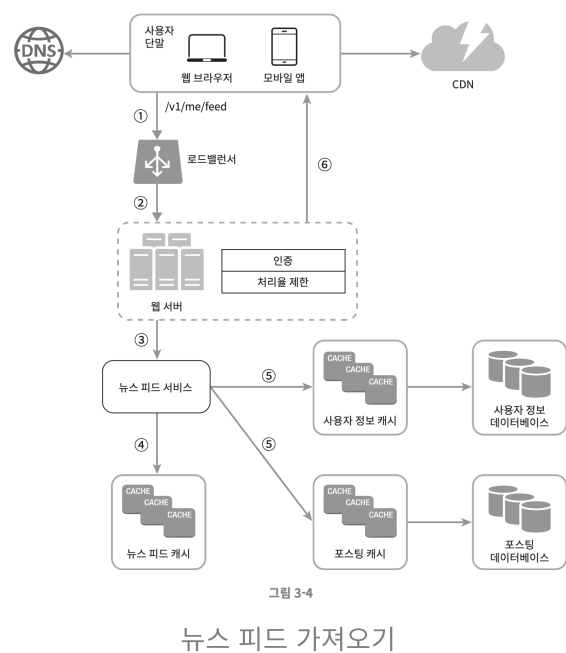 DNS
사용자
단말
웹 브라우저
모바일 앱
CDN
①
/v1/me/feed
로드밸런서
⑥
②
인증
처리율 제한
웹 서버
③
뉴스 피드 서비스
⑤
CACHE
CACHE
CACHE
사용자 정보 캐시
사용자 정보
데이터베이스
④
⑤
CACHE
CACHE
CACHE
뉴스 피드 캐시
CACHE
CACHE
CACHE
포스팅 캐시
포스팅
데이터베이스
그림 3-4
뉴스 피드 가져오기